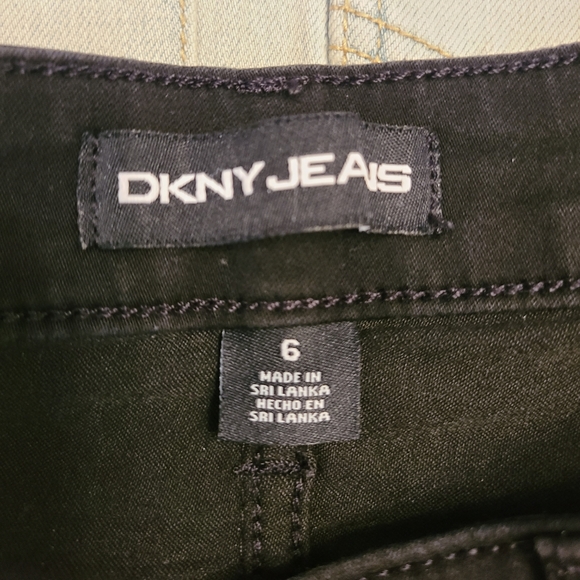 DKNY JEANS
6
MADE IN
SRI LANKA
HECHO EN
SRI LANKA